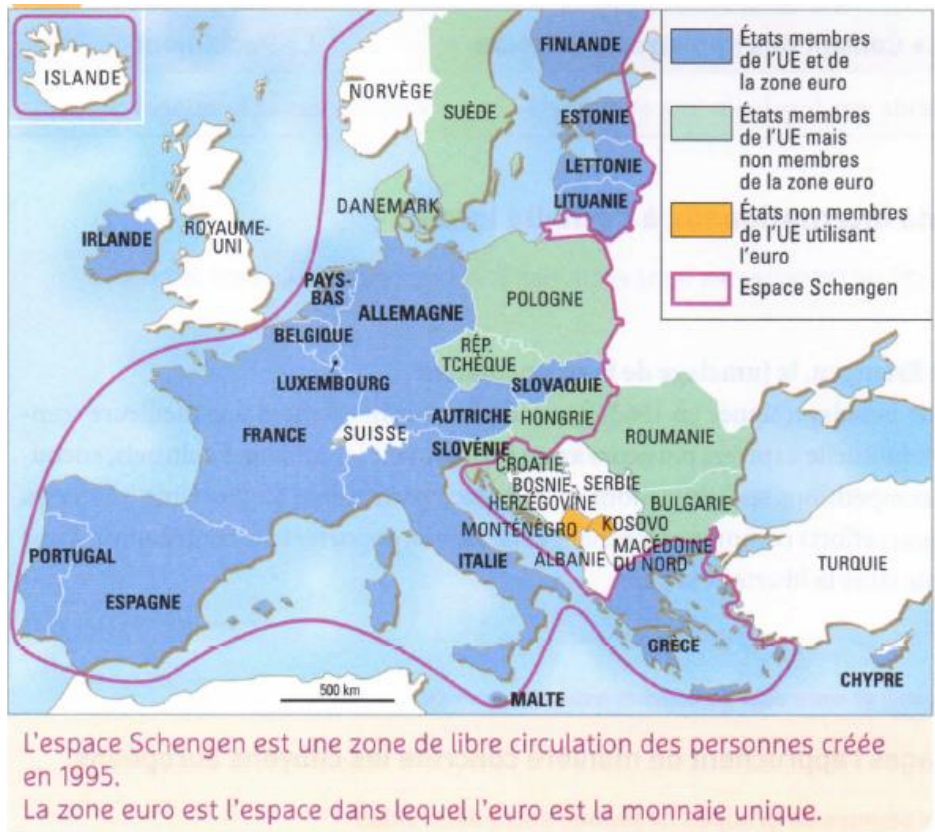 ISLANDE
NORVÈGE
FINLANDE
SUÈDE
ESTONIE
LETTONIE
LITUANIE
DANEMARK
IRLANDE
ROYAUME-
UNI
PAYS-
BAS
ALLEMAGNE
POLOGNE
BELGIQUE
RÉP.
TCHÈQUE
LUXEMBOURG
SLOVAQUIE
AUTRICHE
HONGRIE
FRANCE
SUISSE
SLOVÉNIE
ROUMANIE
CROATIE
BOSNIE-
HERZÉGOVINE
SERBIE
BULGARIE
MONTÉNÉGRO
KOSOVO
PORTUGAL
ESPAGNE
ITALIE
ALBANIE
MACÉDOINE
DU NORD
TURQUIE
GRÈCE
CHYPRE
MALTE
500 km
États membres
de l'UE et de
la zone euro
États membres
de l'UE mais
non membres
de la zone euro
États non membres
de l'UE utilisant
l'euro
Espace Schengen
L'espace Schengen est une zone de libre circulation des personnes créée
en 1995.
La zone euro est l'espace dans lequel l'euro est la monnaie unique.